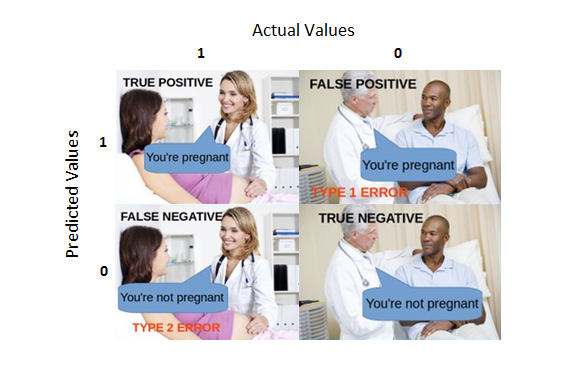 Actual Values
1 0
Predicted Values
1
TRUE POSITIVE
You're pregnant
FALSE POSITIVE
You're pregnant
TYPE 1 ERROR
0
FALSE NEGATIVE
You're not pregnant
TYPE 2 ERROR
TRUE NEGATIVE
You're not pregnant